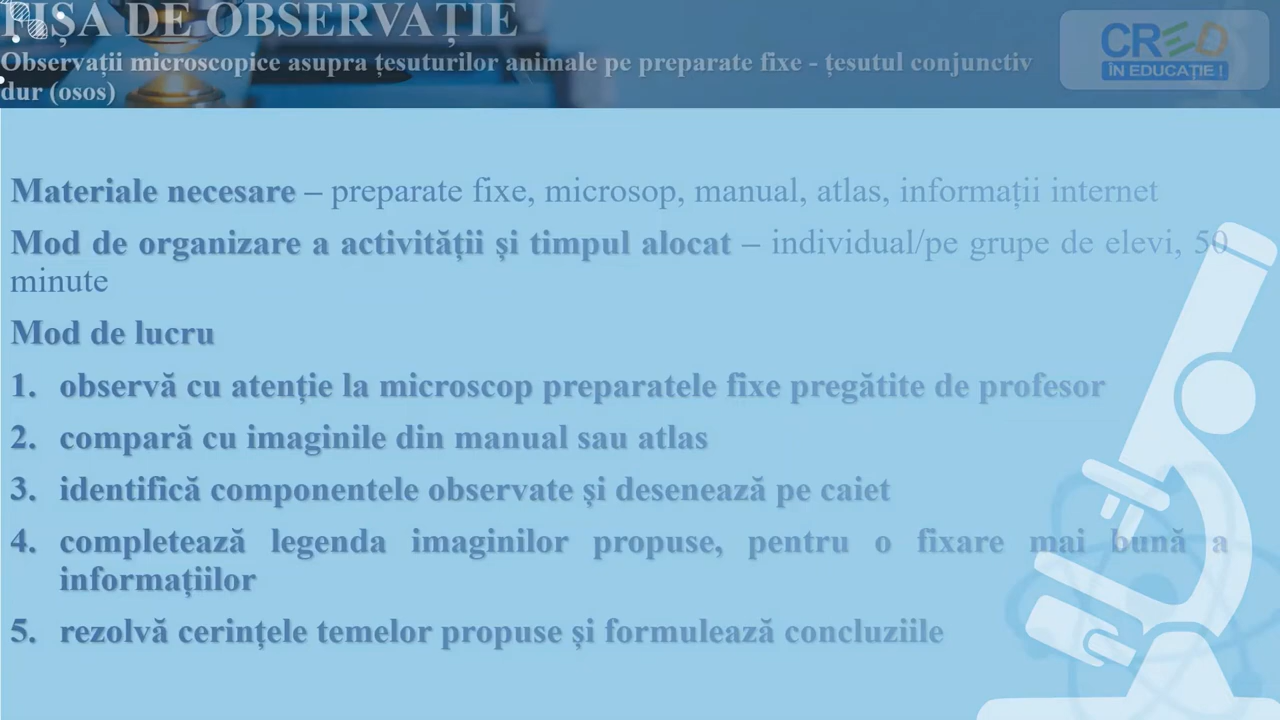 FIȘA DE OBSERVAȚIE
Observații microscopice asupra țesuturilor animale pe preparate fixe - țesutul conjunctiv
dur (osos)
CRED
ÎN EDUCAȚIE!
Materiale necesare – preparate fixe, microsop, manual, atlas, informații internet
Mod de organizare a activității și timpul alocat – individual/pe grupe de elevi, 50
minute
Mod de lucru
1. observă cu atenție la microscop preparatele fixe pregătite de profesor
2. compară cu imaginile din manual sau atlas
3. identifică componentele observate și desenează pe caiet
4. completează legenda imaginilor propuse, pentru o fixare mai bună a
informațiilor
5. rezolvă cerințele temelor propuse și formulează concluziile